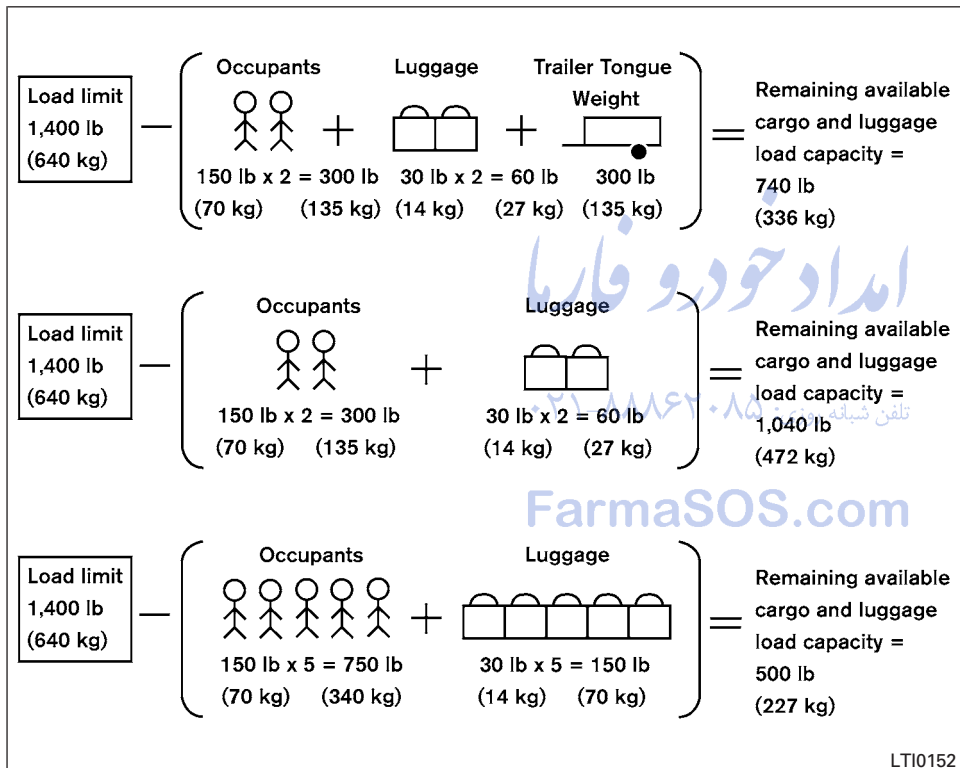 Load limit
1,400 lb
(640 kg)
Occupants
150 lb x 2 = 300 lb
(70 kg) (135 kg)
Luggage
30 lb x 2 = 60 lb
(14 kg) (27 kg)
Trailer Tongue
Weight
300 lb
(135 kg)
Remaining available
cargo and luggage
load capacity =
740 lb
(336 kg)
امداد خودرو فارما
Load limit
1,400 lb
(640 kg)
Occupants
150 lb x 2 = 300 lb
(70 kg) (135 kg)
Luggage
30 lb x 2 = 60 lb
(14 kg) (27 kg)
Remaining available
cargo and luggage
load capacity =
1,040 lb
(472 kg)
تلفن شبانه روزی: ۸۸۸۶۲۰۸۵-۰۲۱
FarmaSOS.com
Load limit
1,400 lb
(640 kg)
Occupants
150 lb x 5 = 750 lb
(70 kg) (340 kg)
Luggage
30 lb x 5 = 150 lb
(14 kg) (70 kg)
Remaining available
cargo and luggage
load capacity =
500 lb
(227 kg)
LTI0152